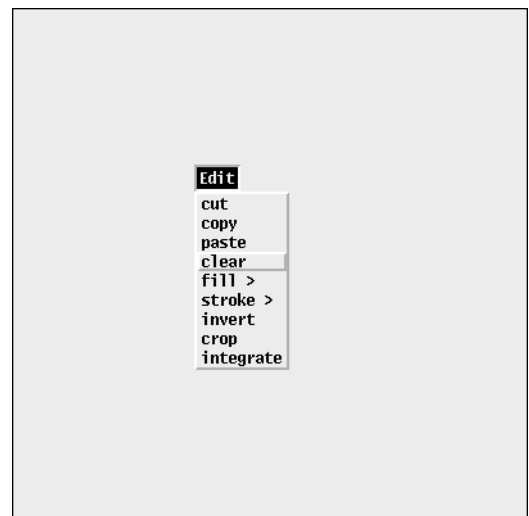 Edit
cut
copy
paste
clear
fill >
stroke >
invert
crop
integrate